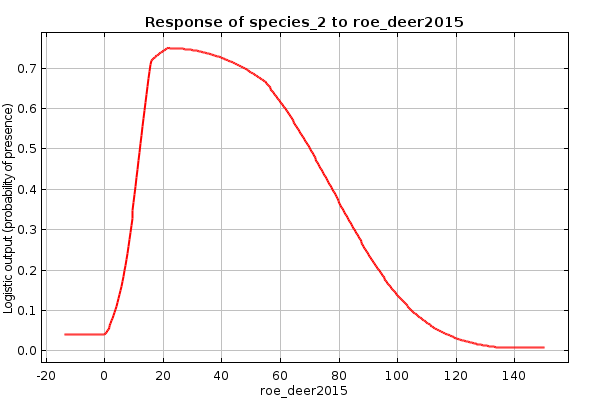 Response of species_2 to roe_deer2015
Logistic output (probability of presence)
0.7
0.6
0.5
0.4
0.3
0.2
0.1
0.0
-20 0 20 40 60 80 100 120 140
roe_deer2015